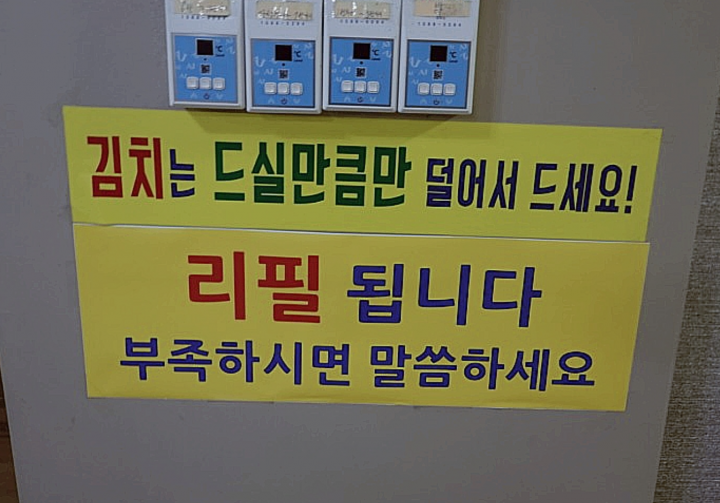 김치는 드실만큼만 덜어서 드세요!
리필 됩니다
부족하시면 말씀하세요